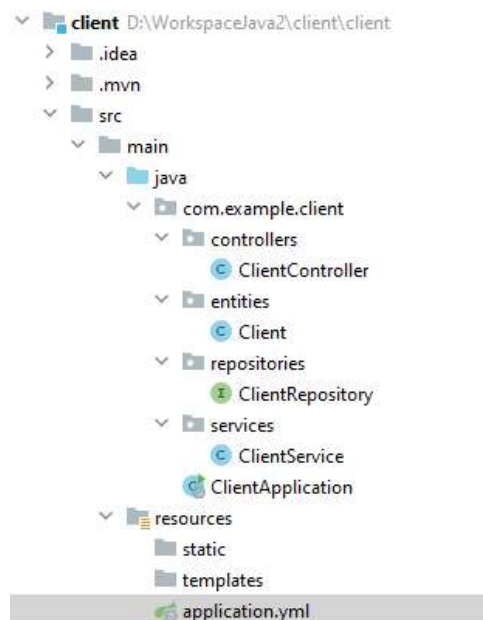 client D:\WorkspaceJava2\client\client
.idea
.mvn
src
main
java
com.example.client
controllers
C ClientController
entities
C Client
repositories
I ClientRepository
services
C ClientService
C ClientApplication
resources
static
templates
application.yml